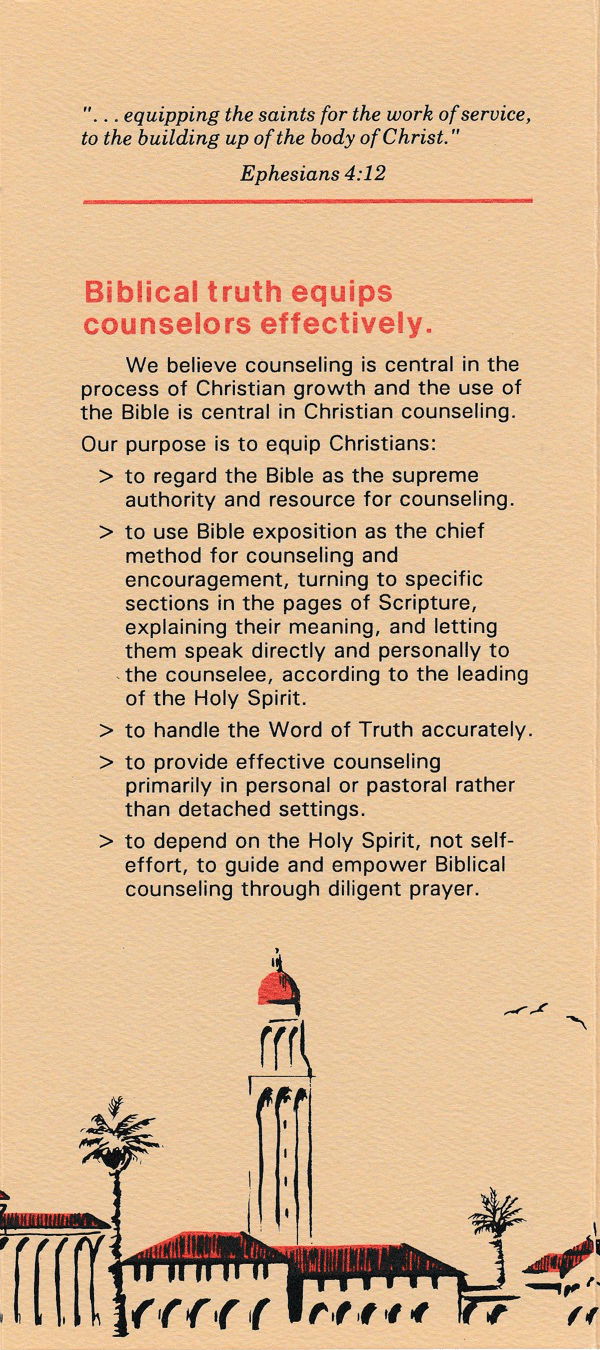 ". . . equipping the saints for the work of service,
to the building up of the body of Christ."
Ephesians 4:12
Biblical truth equips
counselors effectively.
We believe counseling is central in the
process of Christian growth and the use of
the Bible is central in Christian counseling.
Our purpose is to equip Christians:
> to regard the Bible as the supreme
authority and resource for counseling.
> to use Bible exposition as the chief
method for counseling and
encouragement, turning to specific
sections in the pages of Scripture,
explaining their meaning, and letting
them speak directly and personally to
the counselee, according to the leading
of the Holy Spirit.
> to handle the Word of Truth accurately.
> to provide effective counseling
primarily in personal or pastoral rather
than detached settings.
> to depend on the Holy Spirit, not self-
effort, to guide and empower Biblical
counseling through diligent prayer.